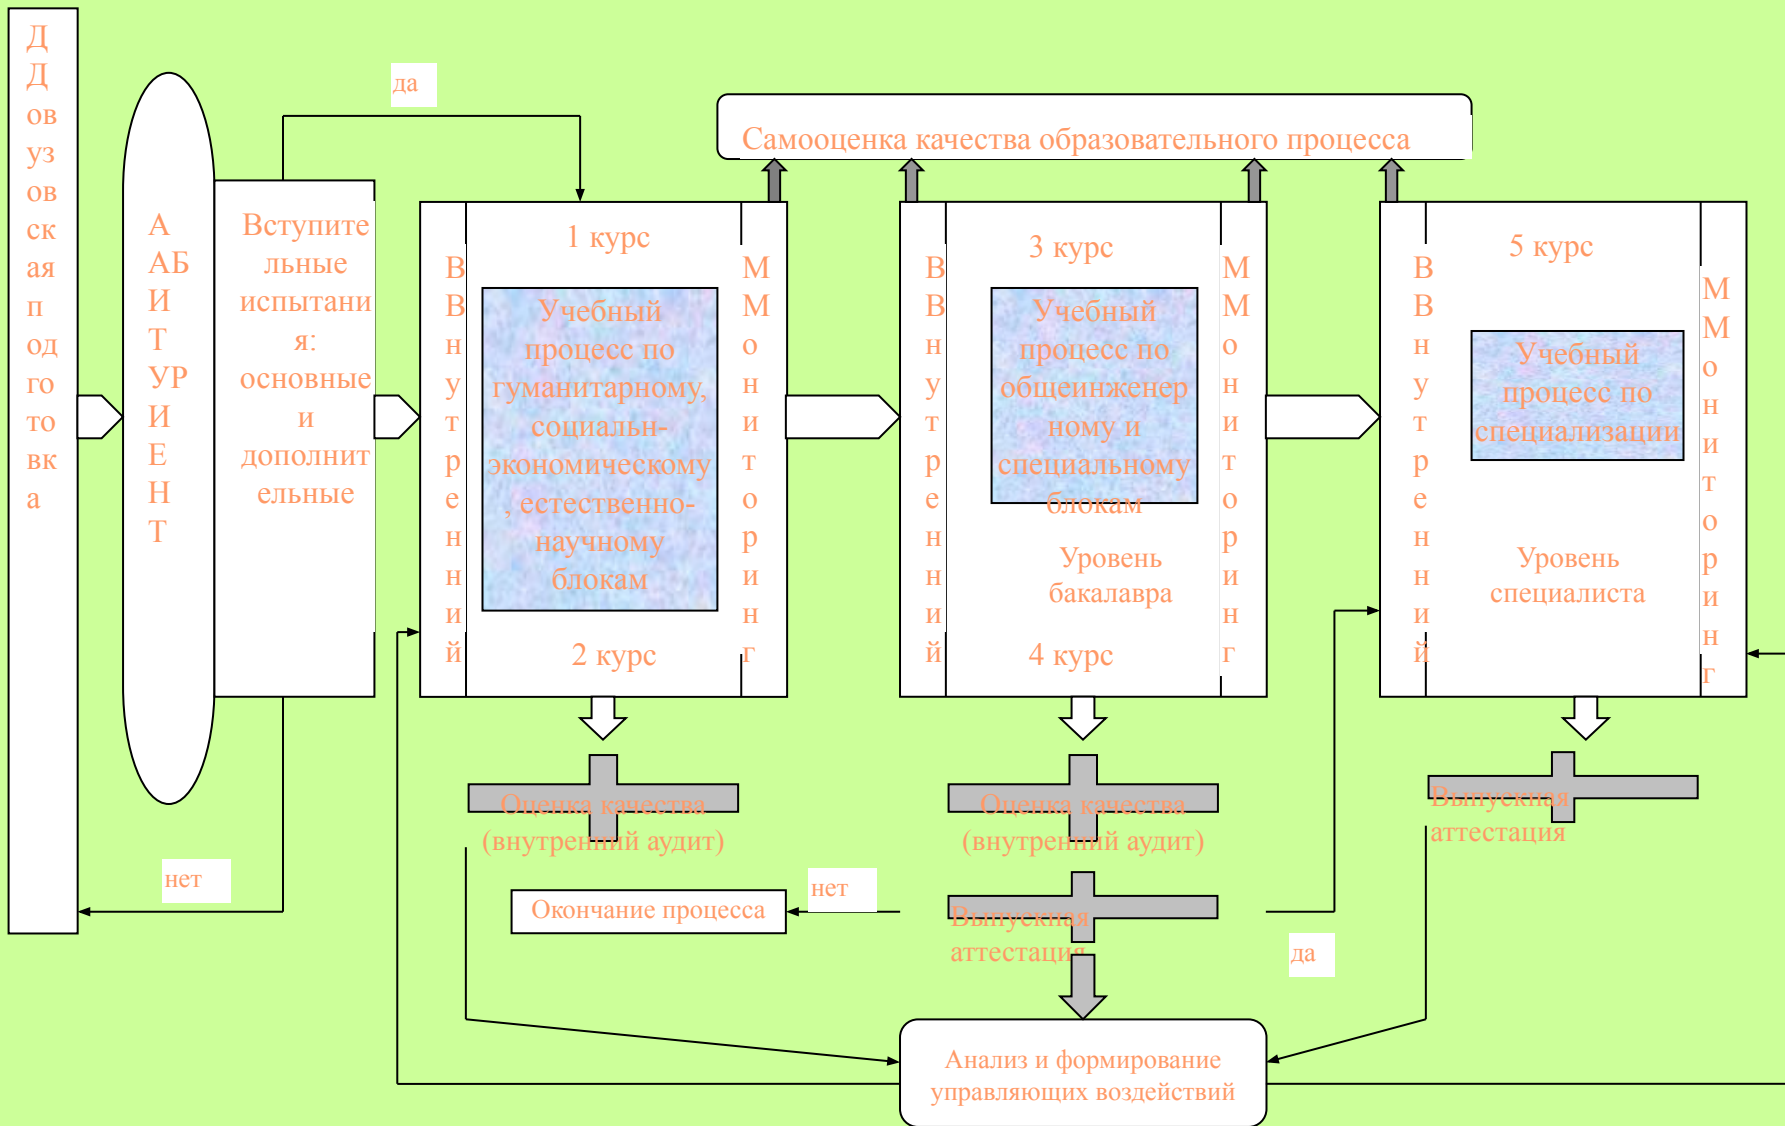 Д
Д
ов
уз
ов
ск
ая
п
од
го
то
вк
а
А
АБ
И
Т
УР
И
Е
Н
Т
Вступите
льные
испытани
я:
основные
и
дополнит
ельные
да
нет
Самооценка качества образовательного процесса
В
В
н
у
т
р
е
н
н
и
й
1 курс
Учебный
процесс по
гуманитарному,
социальн-
экономическому
, естественно-
научному
блокам
2 курс
М
М
о
н
и
т
о
р
и
н
г
В
В
н
у
т
р
е
н
н
и
й
3 курс
Учебный
процесс по
общеинженер
ному и
специальному
блокам
Уровень
бакалавра
4 курс
М
М
о
н
и
т
о
р
и
н
г
В
В
н
у
т
р
е
н
н
и
й
5 курс
Учебный
процесс по
специализации
Уровень
специалиста
М
М
о
н
и
т
о
р
и
н
г
Оценка качества
(внутренний аудит)
Оценка качества
(внутренний аудит)
Выпускная
аттестация
Окончание процесса
нет
Выпускная
аттестация
да
Анализ и формирование
управляющих воздействий